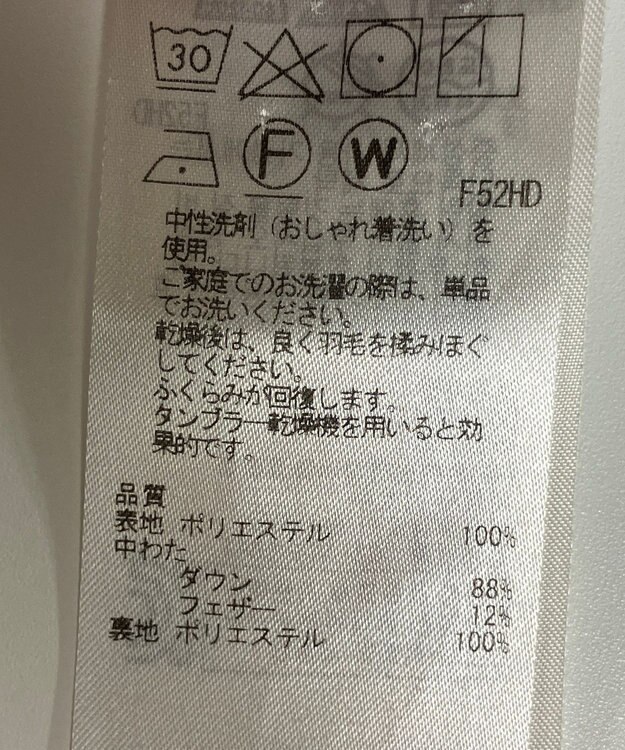 30
F W
F52HD
中性洗剤（おしゃれ着洗い）を
使用。
ご家庭でのお洗濯の際は、単品
でお洗いください。
乾燥後は、良く羽毛を揉みほぐ
してください。
ふくらみが回復します。
タンブラー乾燥機を用いると効
果的です。
品質
表地 ポリエステル 100%
中わた
ダウン 88%
フェザー 12%
裏地 ポリエステル 100%